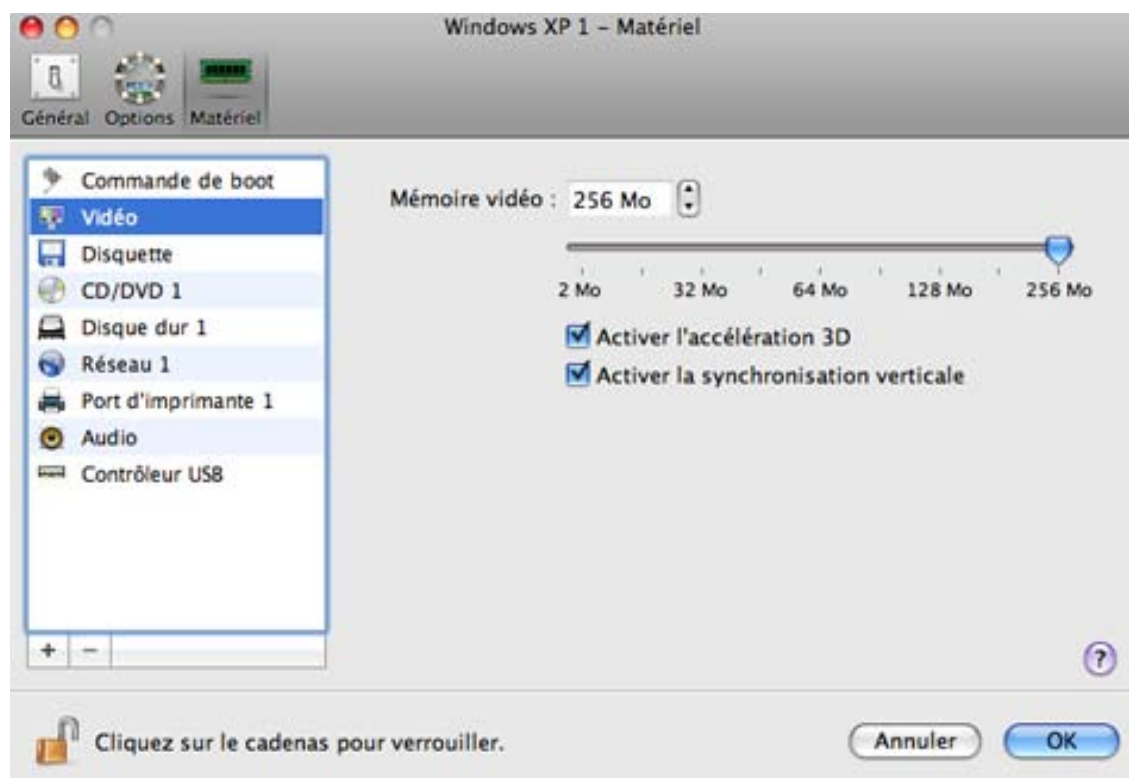 Windows XP 1 – Matériel
Général Options Matériel
Commande de boot
Vidéo
Disquette
CD/DVD 1
Disque dur 1
Réseau 1
Port d'imprimante 1
Audio
Contrôleur USB
+ −
Mémoire vidéo : 256 Mo
2 Mo 32 Mo 64 Mo 128 Mo 256 Mo
Activer l'accélération 3D
Activer la synchronisation verticale
?
Cliquez sur le cadenas pour verrouiller.
Annuler OK